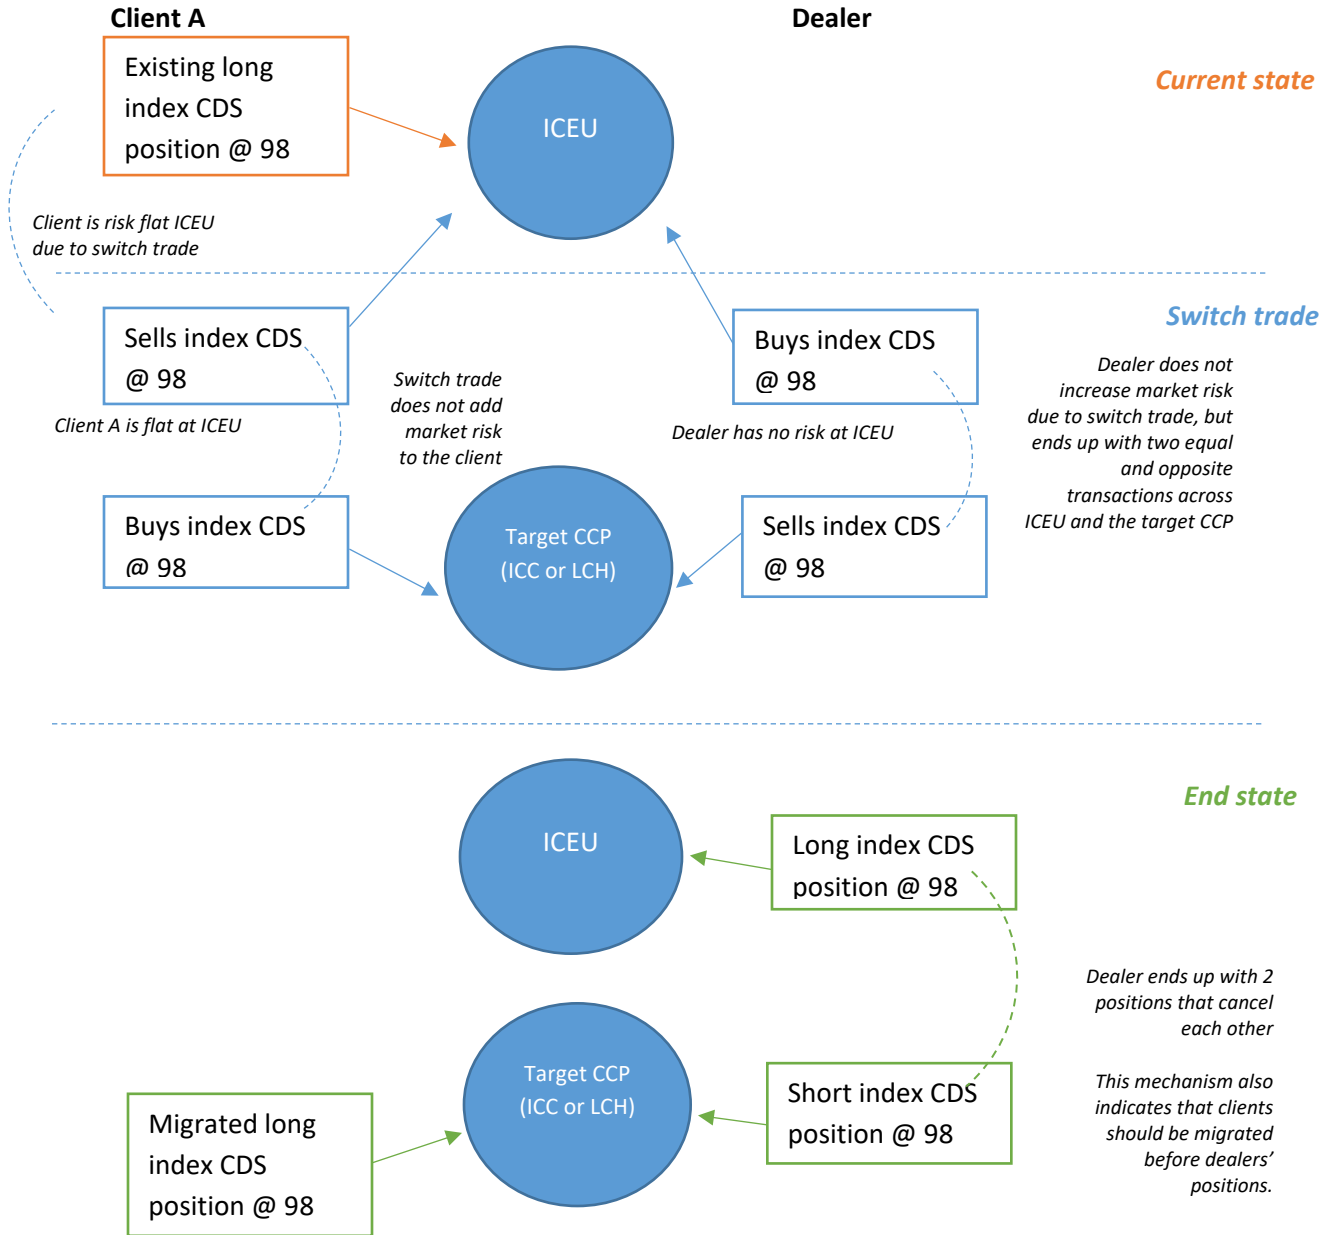 Client A
Dealer
Existing long
index CDS
position @ 98
ICEU
Current state
Client is risk flat ICEU
due to switch trade
Switch trade
Sells index CDS
@ 98
Buys index CDS
@ 98
Dealer does not
increase market risk
due to switch trade, but
ends up with two equal
and opposite
transactions across
ICEU and the target CCP
Switch trade
does not add
market risk
to the client
Client A is flat at ICEU
Dealer has no risk at ICEU
Buys index CDS
@ 98
Target CCP
(ICC or LCH)
Sells index CDS
@ 98
End state
ICEU
Long index CDS
position @ 98
Dealer ends up with 2
positions that cancel
each other
This mechanism also
indicates that clients
should be migrated
before dealers’
positions.
Target CCP
(ICC or LCH)
Short index CDS
position @ 98
Migrated long
index CDS
position @ 98